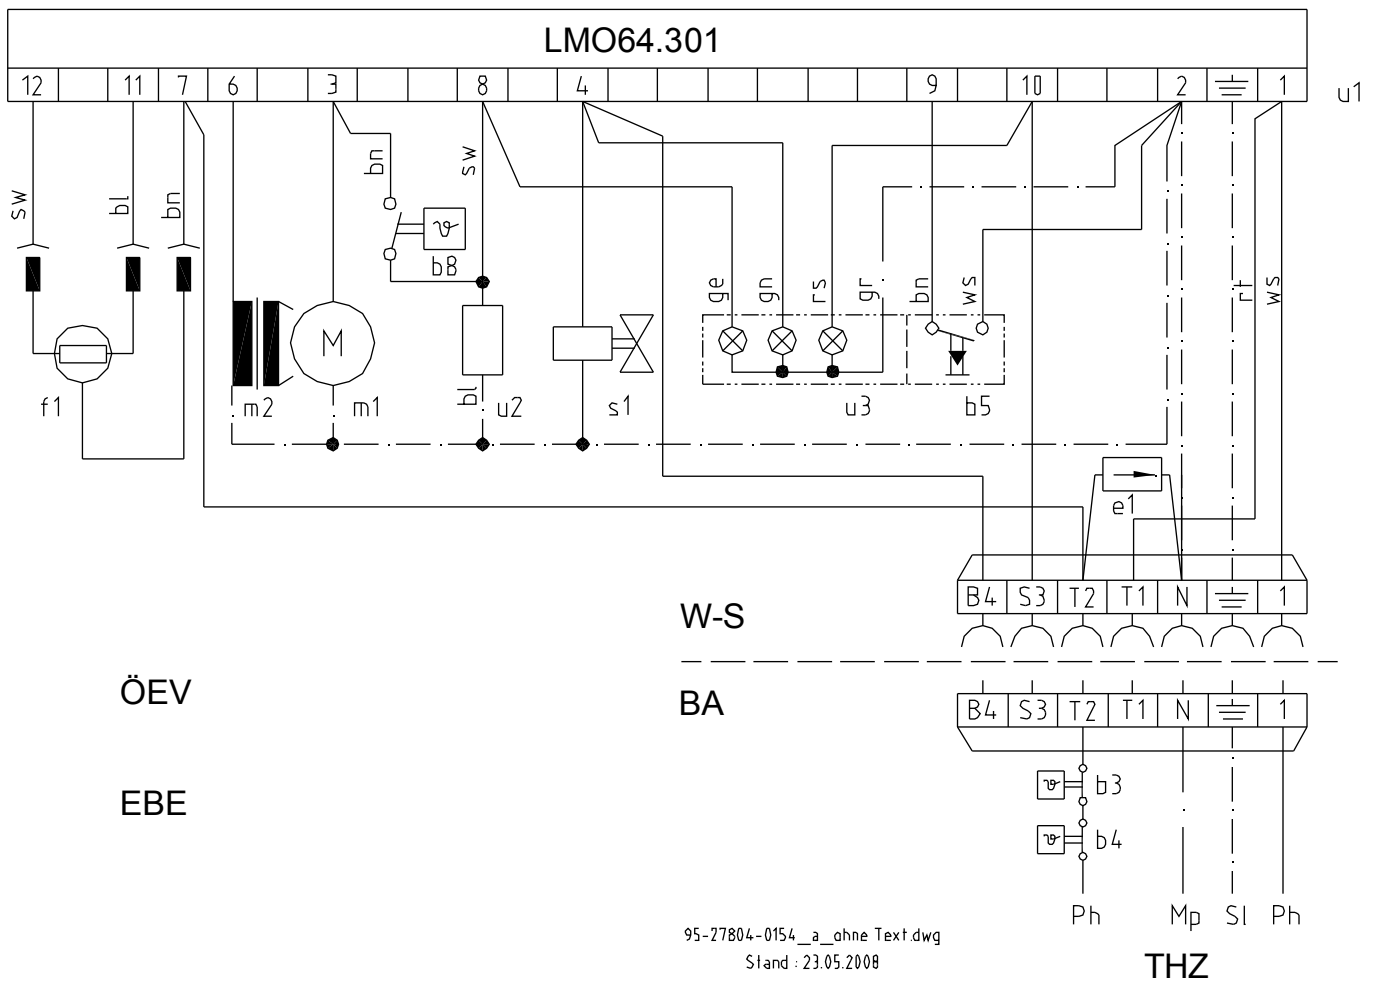 LMO64.301
12 11 7 6 3 8 4 9 10 2 1
u1
sw bl bn bn sw
ge gn rs gr bn ws rt ws
ϑ
b8
M
f1 m2 m1 bl u2 s1 u3 b5
e1
B4 S3 T2 T1 N 1
W-S
ÖEV
BA
B4 S3 T2 T1 N 1
ϑ b3
EBE
ϑ b4
Ph Mp Sl Ph
95-27804-0154_a_ohne Text.dwg
Stand : 23.05.2008
THZ